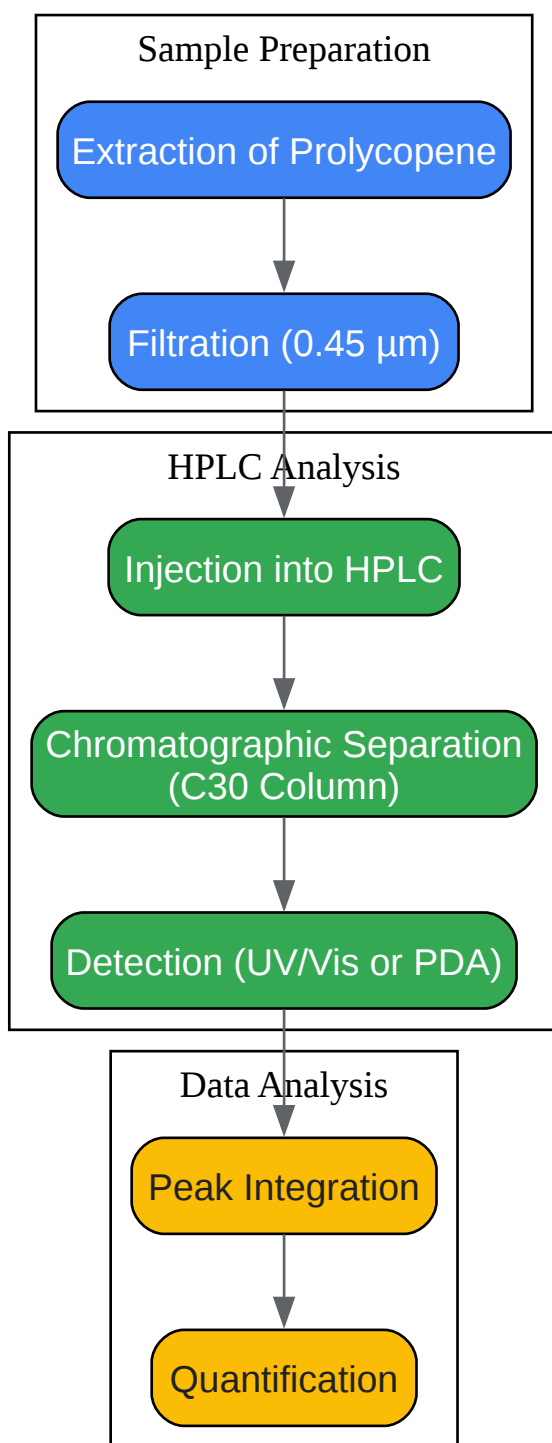 Sample Preparation
Extraction of Prolycopene
Filtration (0.45 µm)
HPLC Analysis
Injection into HPLC
Chromatographic Separation
(C30 Column)
Detection (UV/Vis or PDA)
Data Analysis
Peak Integration
Quantification